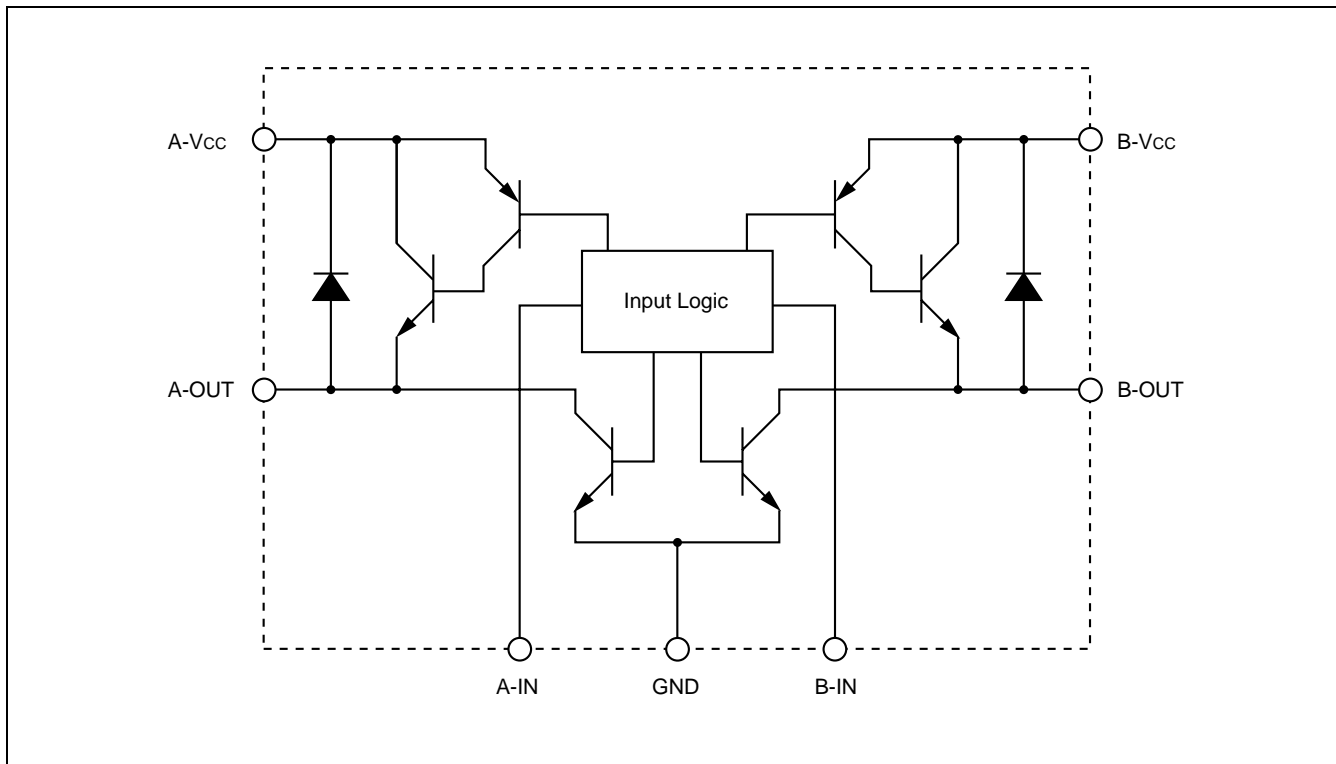 A-Vcc
B-Vcc
Input Logic
A-OUT
B-OUT
A-IN
GND
B-IN